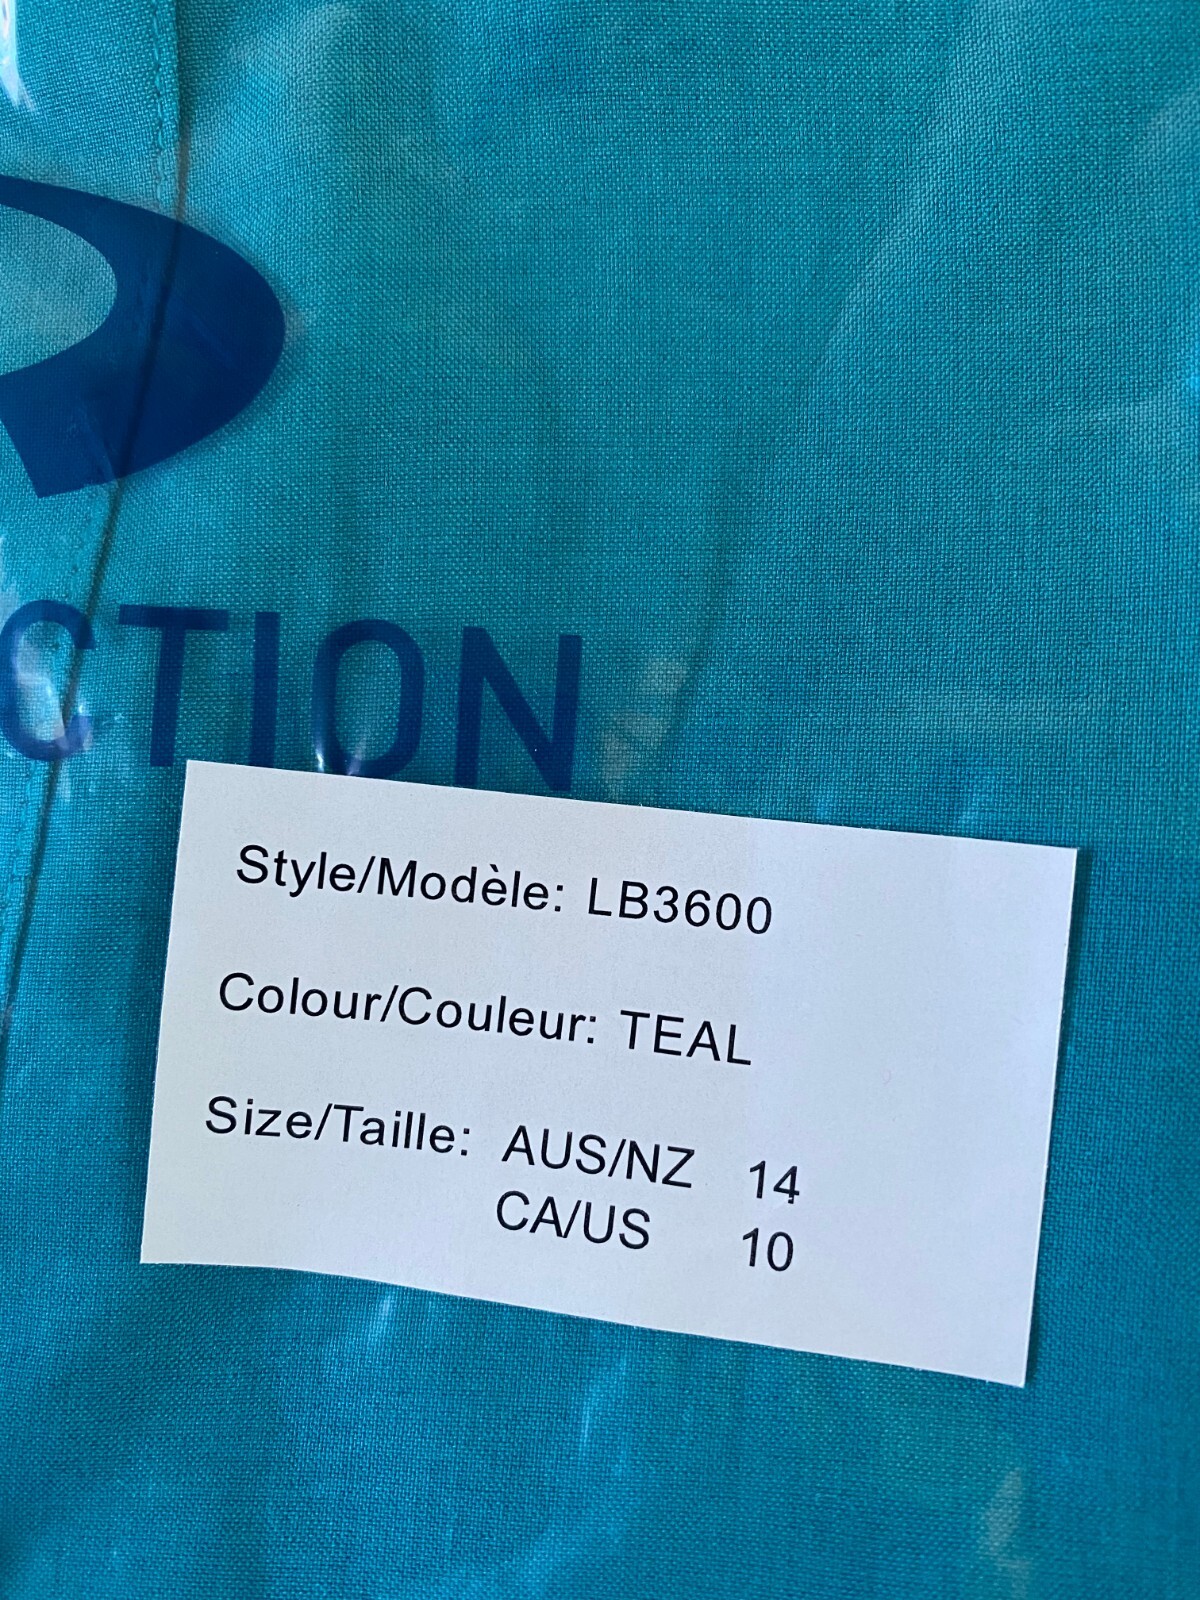 CTION
Style/Modèle: LB3600
Colour/Couleur: TEAL
Size/Taille: AUS/NZ 14
CA/US 10